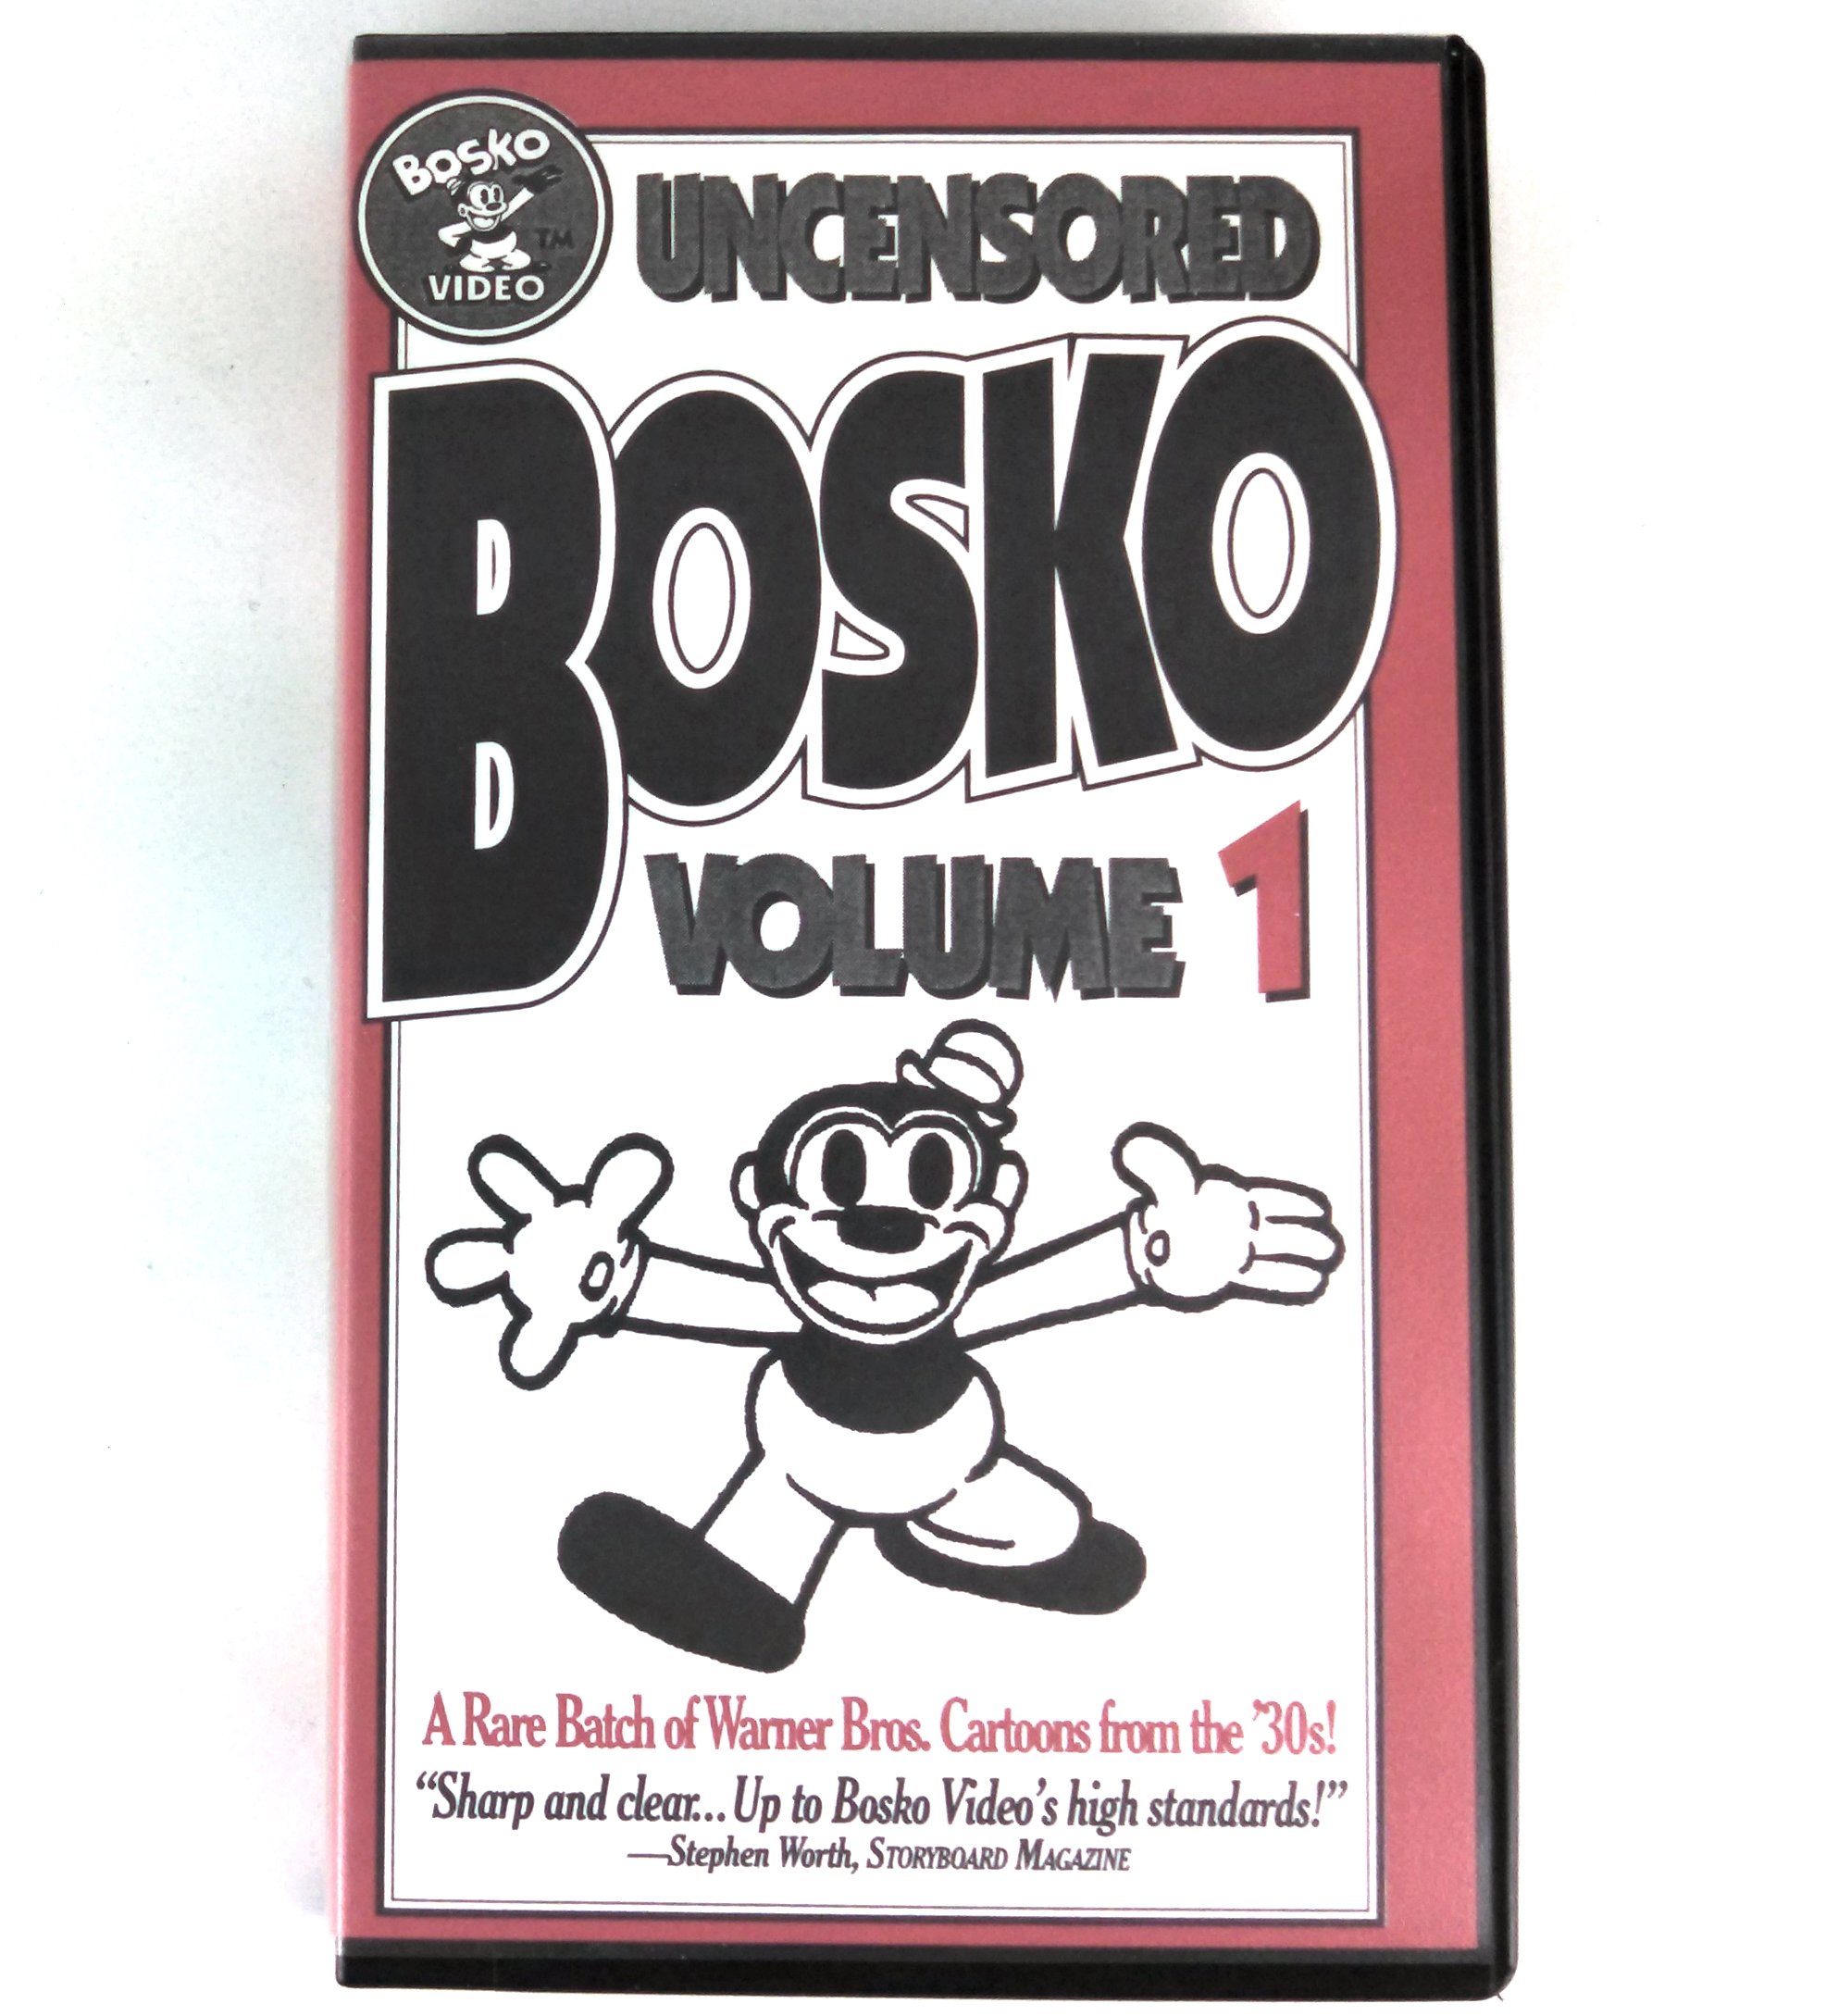 BOSKO
TM
VIDEO
UNCENSORED
BOSKO
VOLUME 1
A Rare Batch of Warner Bros. Cartoons from the '30s!
“Sharp and clear... Up to Bosko Video's high standards!”
—Stephen Worth, STORYBOARD MAGAZINE